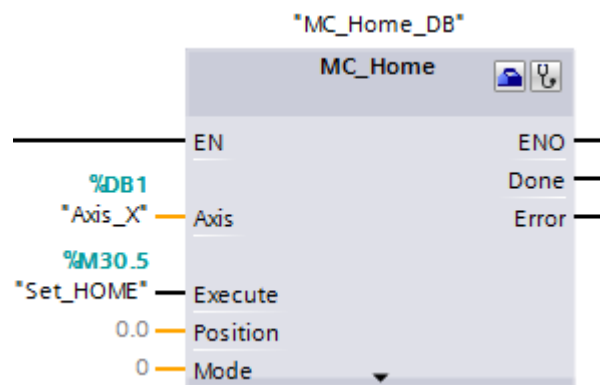 "MC_Home_DB"
MC_Home
EN ENO
%DB1 Done
"Axis_X" Axis Error
%M30.5
"Set_HOME" Execute
0.0 Position
0 Mode